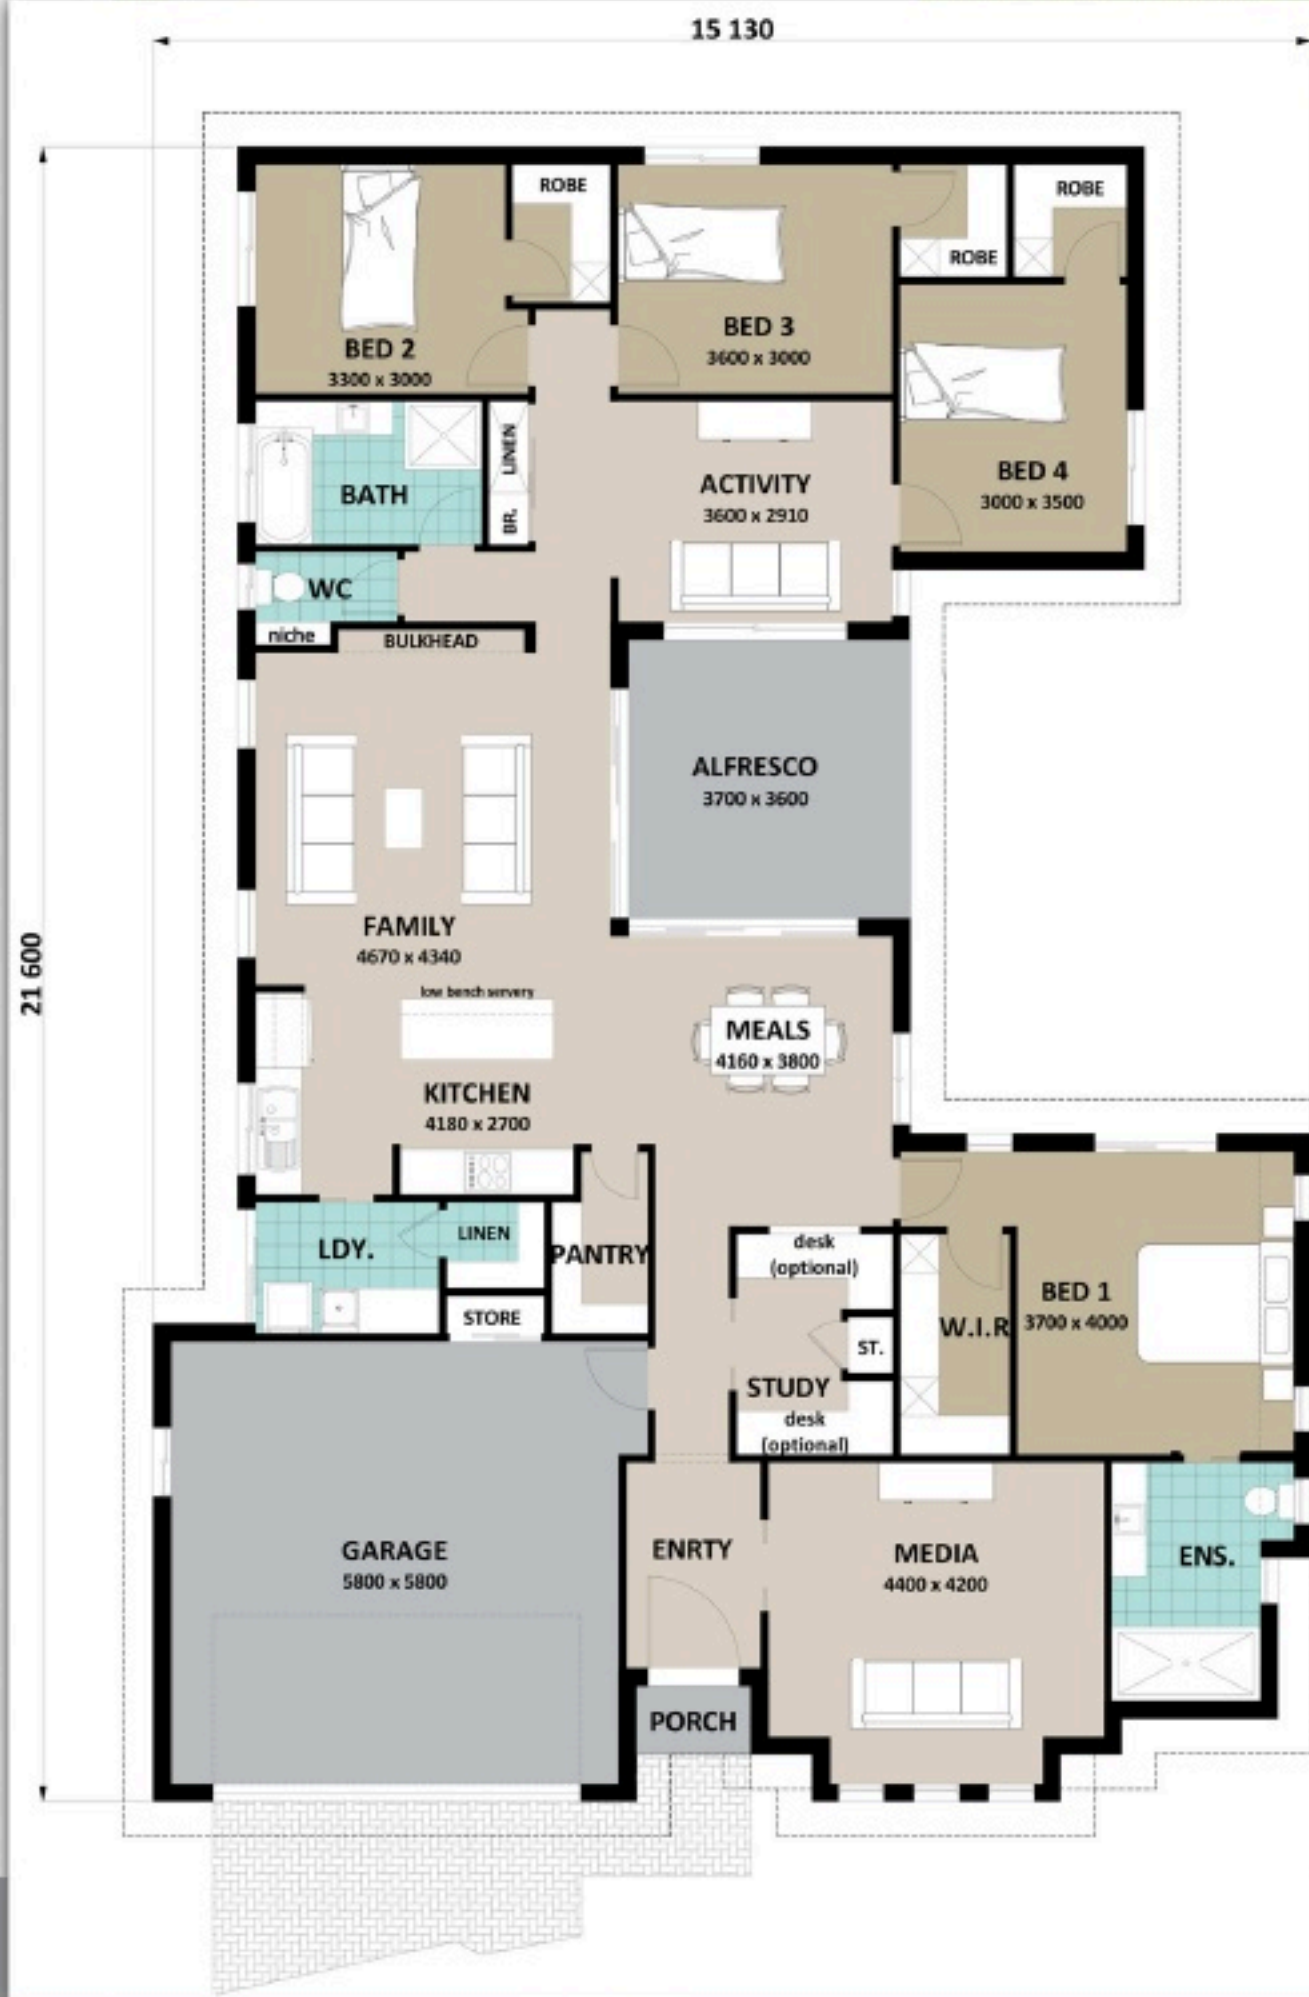 15 130
21 600
ROBE
ROBE
ROBE
BED 2
3300 x 3000
BED 3
3600 x 3000
BED 4
3000 x 3500
BATH
LINEN
BR.
ACTIVITY
3600 x 2910
WC
niche
BULKHEAD
ALFRESCO
3700 x 3600
FAMILY
4670 x 4340
low bench servery
MEALS
4160 x 3800
KITCHEN
4180 x 2700
LDY.
LINEN
PANTRY
STORE
desk
(optional)
ST.
STUDY
desk
(optional)
W.I.R
BED 1
3700 x 4000
GARAGE
5800 x 5800
ENRTY
MEDIA
4400 x 4200
ENS.
PORCH